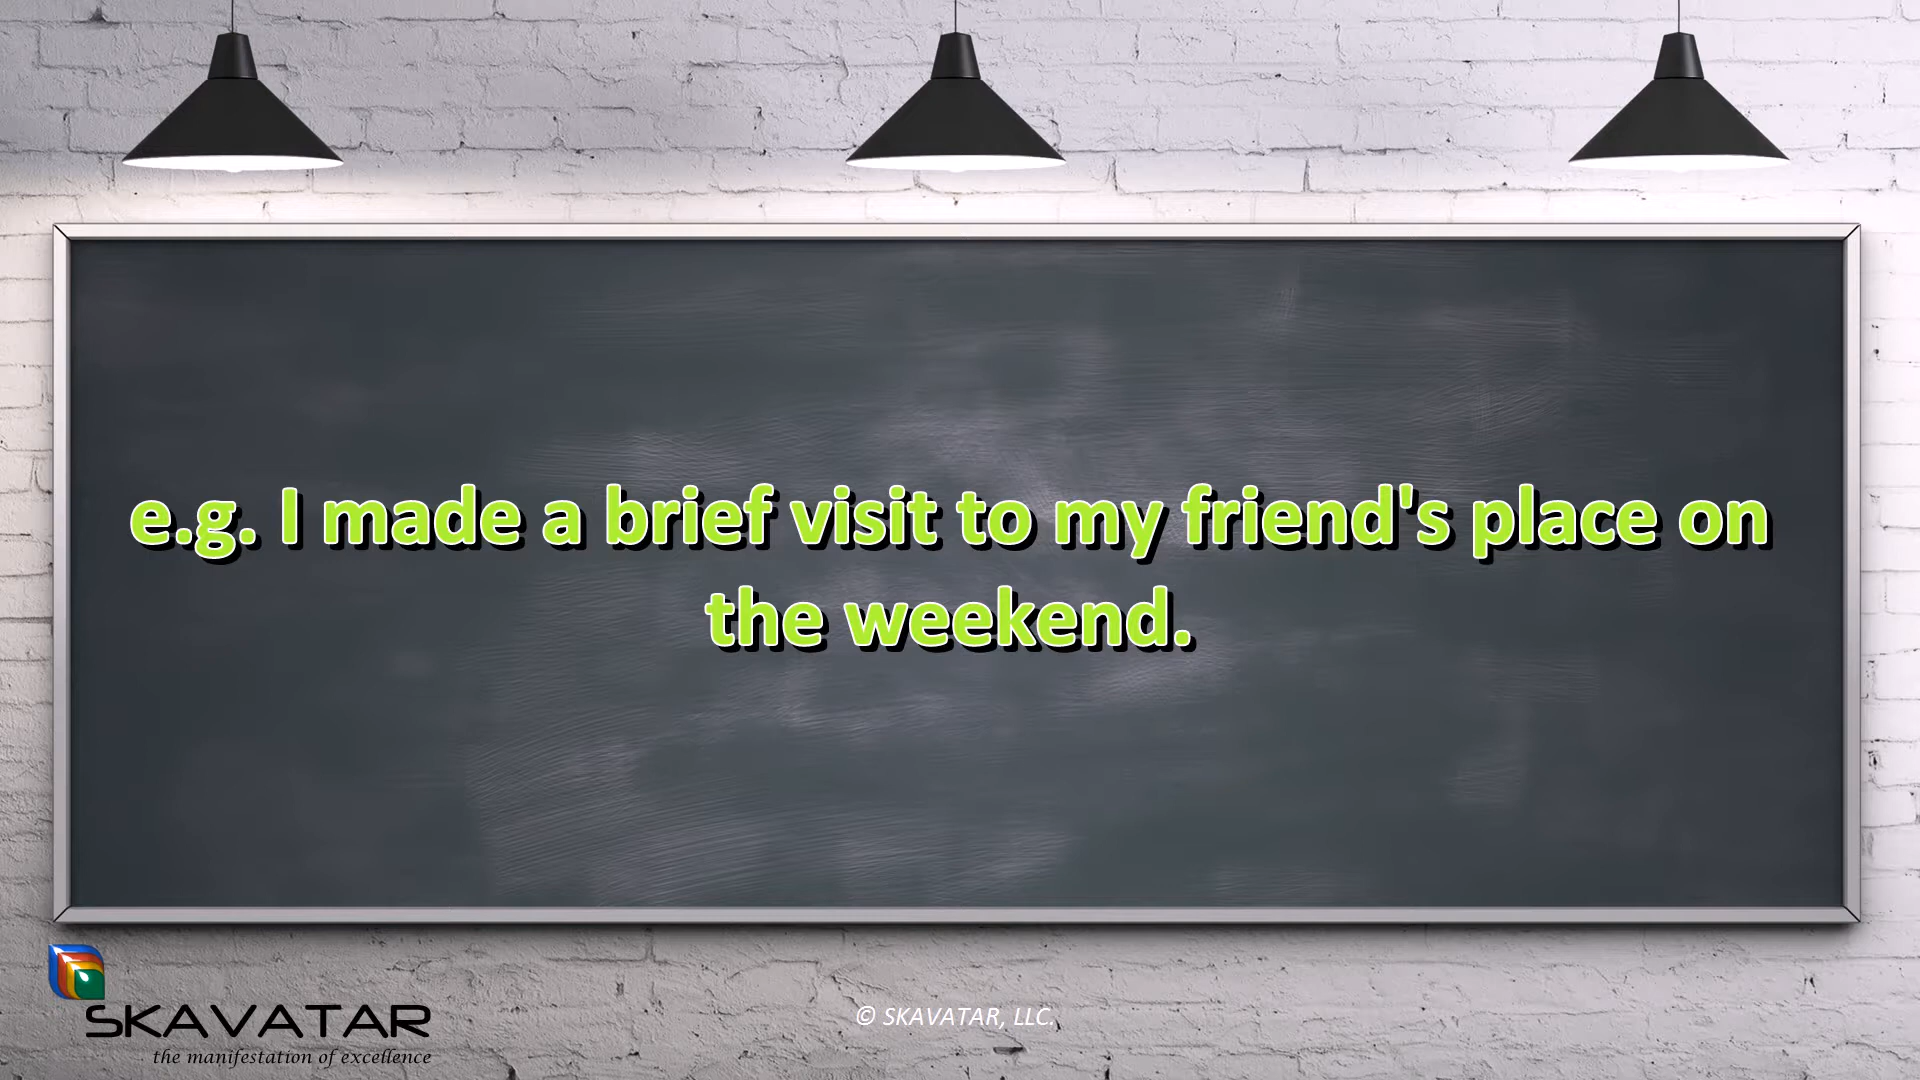 e.g. I made a brief visit to my friend's place on
the weekend.
SKAVATAR
the manifestation of excellence
© SKAVATAR, LLC.